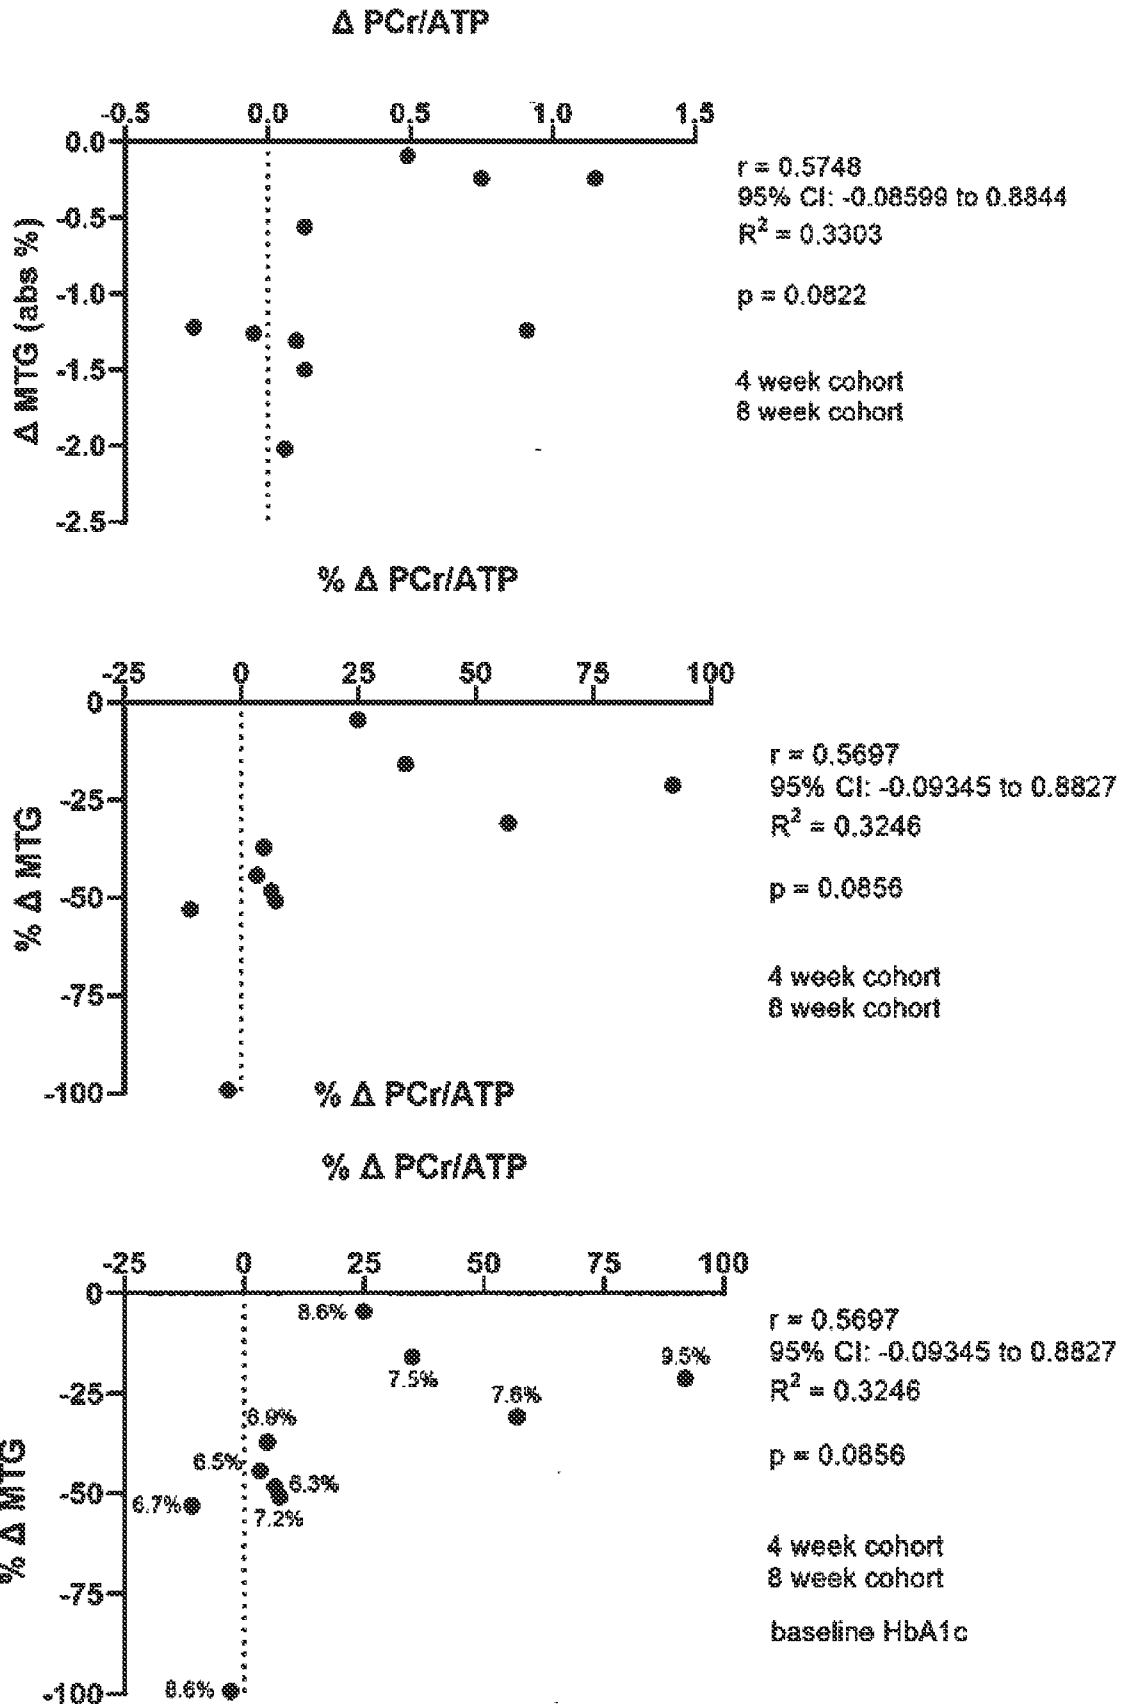 Δ PCr/ATP
-0.5 0.0 0.5 1.0 1.5
0.0
-0.5
-1.0
-1.5
-2.0
-2.5
Δ MTG (abs %)
r = 0.5748
95% CI: -0.08599 to 0.8844
R² = 0.3303
p = 0.0822
4 week cohort
8 week cohort
% Δ PCr/ATP
-25 0 25 50 75 100
0
-25
-50
-75
-100
% Δ MTG
r = 0.5697
95% CI: -0.09345 to 0.8827
R² = 0.3246
p = 0.0856
4 week cohort
8 week cohort
% Δ PCr/ATP
% Δ PCr/ATP
-25 0 25 50 75 100
0
-25
-50
-75
-100
% Δ MTG
8.6%
7.5%
9.5%
7.6%
6.9%
6.5%
6.3%
6.7%
7.2%
8.6%
r = 0.5697
95% CI: -0.09345 to 0.8827
R² = 0.3246
p = 0.0856
4 week cohort
8 week cohort
baseline HbA1c